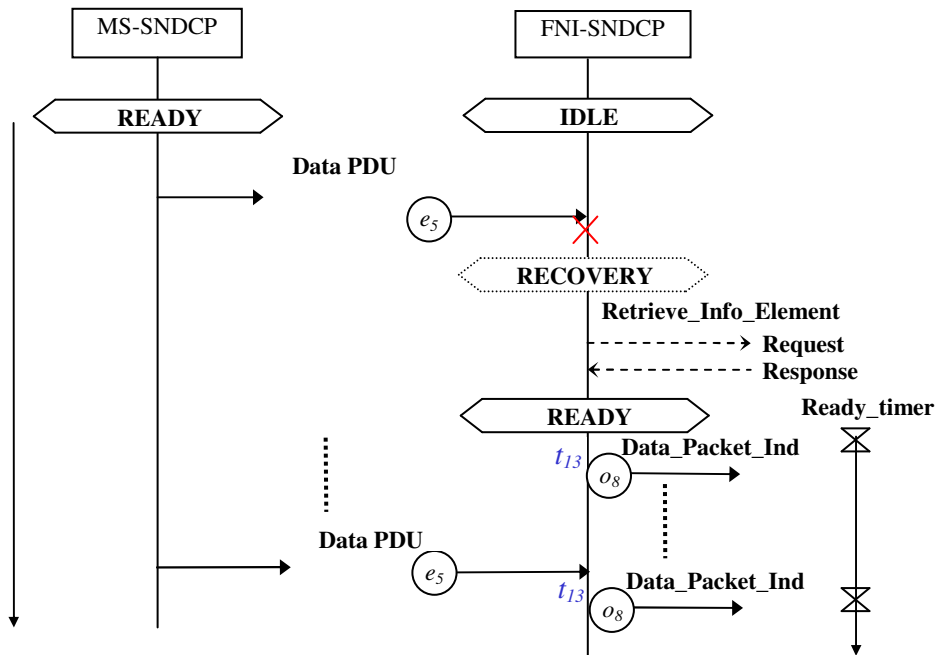 MS-SNDCP
FNI-SNDCP
READY
IDLE
Data PDU
e5
RECOVERY
Retrieve_Info_Element
Request
Response
READY
Ready_timer
t13
o8
Data_Packet_Ind
Data PDU
e5
t13
o8
Data_Packet_Ind